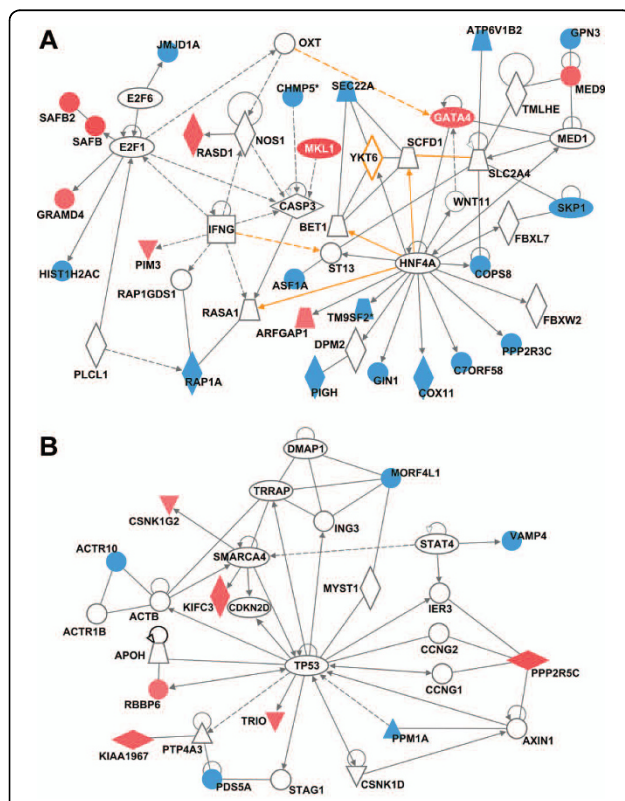 A
OXT
ATP6V1B2
GPN3
JMJD1A
E2F6
CHMP5*
SEC22A
MED9
SAFB2
SAFB
TMLHE
GATA4
E2F1
RASD1
NOS1
MKL1
YKT6
SCFD1
MED1
SLC2A4
GRAMD4
CASP3
WNT11
SKP1
IFNG
BET1
FBXL7
HIST1H2AC
PIM3
ST13
HNF4A
COPS8
RAP1GDS1
ASF1A
RASA1
ARFGAP1
TM9SF2*
FBXW2
DPM2
PPP2R3C
PLCL1
RAP1A
PIGH
GIN1
COX11
C7ORF58
B
DMAP1
MORF4L1
TRRAP
CSNK1G2
ING3
STAT4
VAMP4
ACTR10
SMARCA4
MYST1
KIFC3
CDKN2D
IER3
ACTR1B
ACTB
CCNG2
APOH
TP53
PPP2R5C
CCNG1
RBBP6
TRIO
PPM1A
AXIN1
KIAA1967
PTP4A3
PDS5A
STAG1
CSNK1D